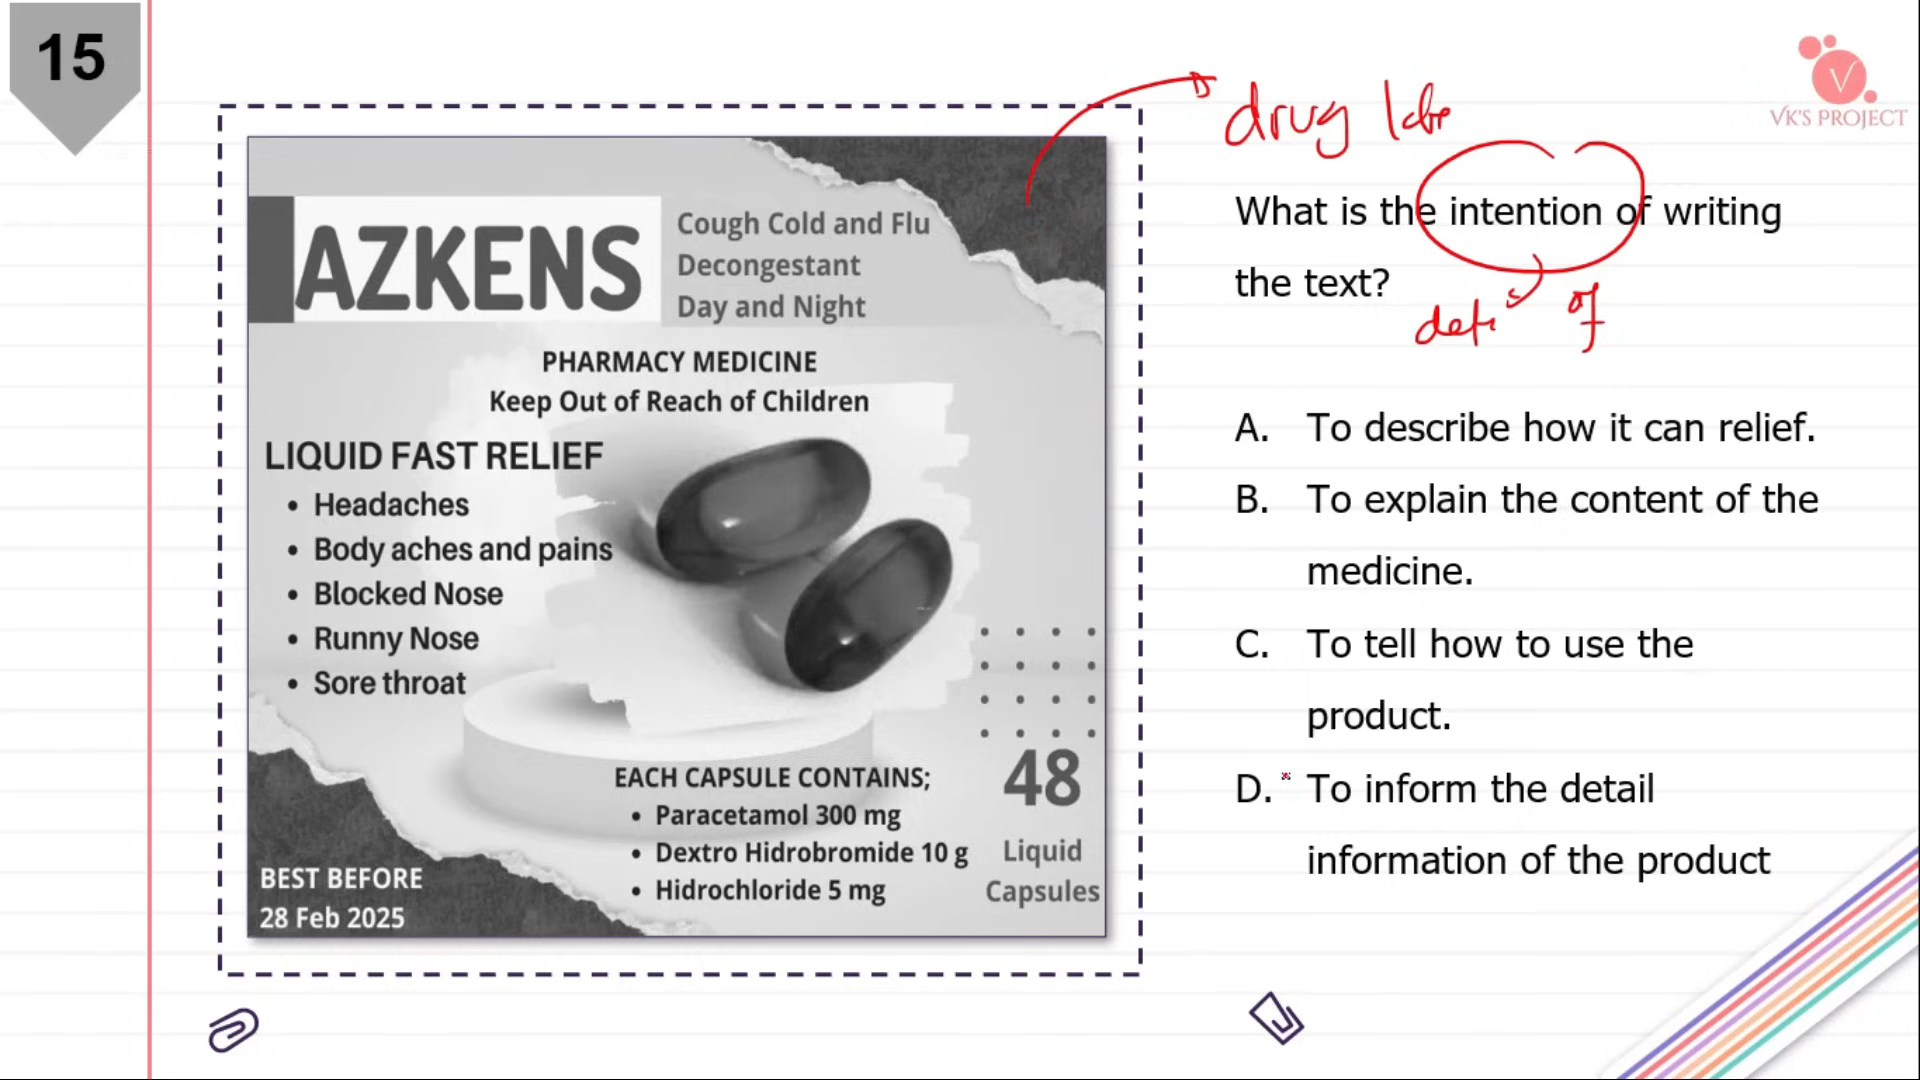 15
V
VK'S PROJECT
drug
AZKENS
Cough Cold and Flu
Decongestant
Day and Night
PHARMACY MEDICINE
Keep Out of Reach of Children
LIQUID FAST RELIEF
• Headaches
• Body aches and pains
• Blocked Nose
• Runny Nose
• Sore throat
EACH CAPSULE CONTAINS;
• Paracetamol 300 mg
• Dextro Hidrobromide 10 g
• Hidrochloride 5 mg
48
Liquid
Capsules
BEST BEFORE
28 Feb 2025
What is the intention of writing
the text?
of
A. To describe how it can relief.
B. To explain the content of the
medicine.
C. To tell how to use the
product.
D. To inform the detail
information of the product